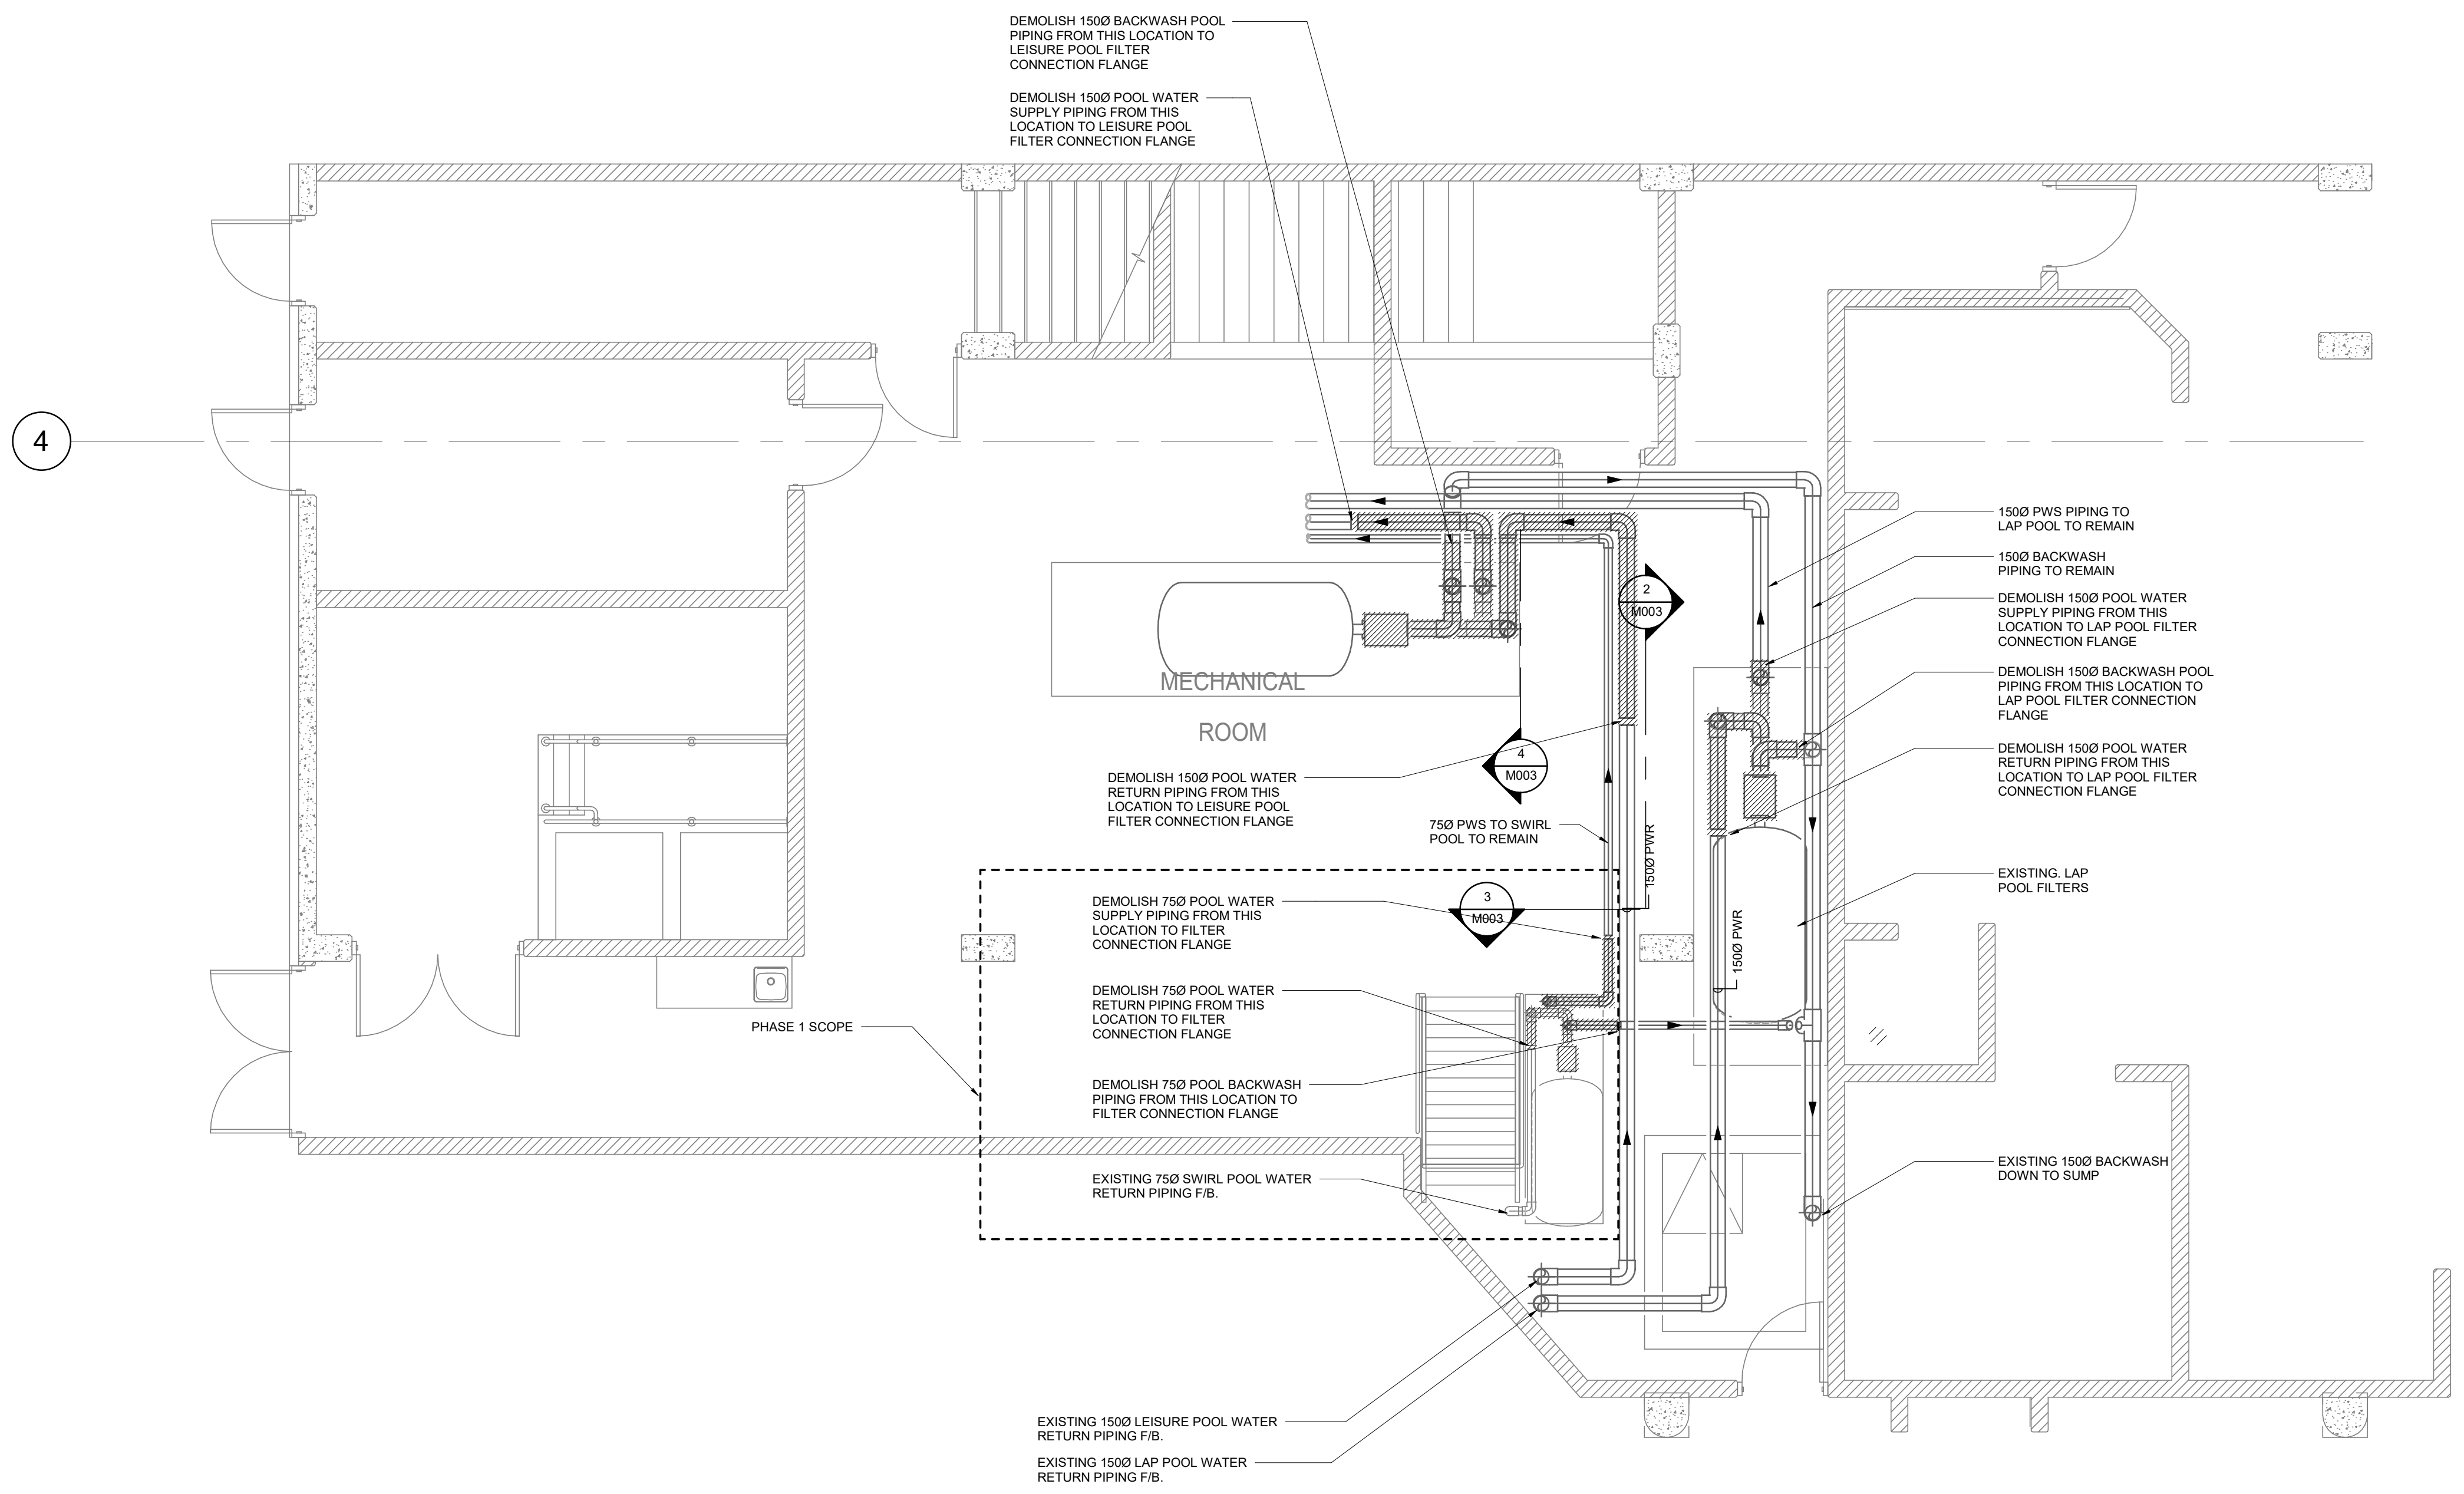 DEMOLISH 150Ø BACKWASH POOL
PIPING FROM THIS LOCATION TO
LEISURE POOL FILTER
CONNECTION FLANGE
DEMOLISH 150Ø POOL WATER
SUPPLY PIPING FROM THIS
LOCATION TO LEISURE POOL
FILTER CONNECTION FLANGE
4
150Ø PWS PIPING TO
LAP POOL TO REMAIN
150Ø BACKWASH
PIPING TO REMAIN
DEMOLISH 150Ø POOL WATER
SUPPLY PIPING FROM THIS
LOCATION TO LAP POOL FILTER
CONNECTION FLANGE
DEMOLISH 150Ø BACKWASH POOL
PIPING FROM THIS LOCATION TO
LAP POOL FILTER CONNECTION
FLANGE
DEMOLISH 150Ø POOL WATER
RETURN PIPING FROM THIS
LOCATION TO LAP POOL FILTER
CONNECTION FLANGE
2
M003
MECHANICAL
ROOM
4
M003
DEMOLISH 150Ø POOL WATER
RETURN PIPING FROM THIS
LOCATION TO LEISURE POOL
FILTER CONNECTION FLANGE
75Ø PWS TO SWIRL
POOL TO REMAIN
150Ø PWR
150Ø PWR
EXISTING. LAP
POOL FILTERS
3
M003
DEMOLISH 75Ø POOL WATER
SUPPLY PIPING FROM THIS
LOCATION TO FILTER
CONNECTION FLANGE
DEMOLISH 75Ø POOL WATER
RETURN PIPING FROM THIS
LOCATION TO FILTER
CONNECTION FLANGE
PHASE 1 SCOPE
DEMOLISH 75Ø POOL BACKWASH
PIPING FROM THIS LOCATION TO
FILTER CONNECTION FLANGE
EXISTING 75Ø SWIRL POOL WATER
RETURN PIPING F/B.
EXISTING 150Ø BACKWASH
DOWN TO SUMP
EXISTING 150Ø LEISURE POOL WATER
RETURN PIPING F/B.
EXISTING 150Ø LAP POOL WATER
RETURN PIPING F/B.